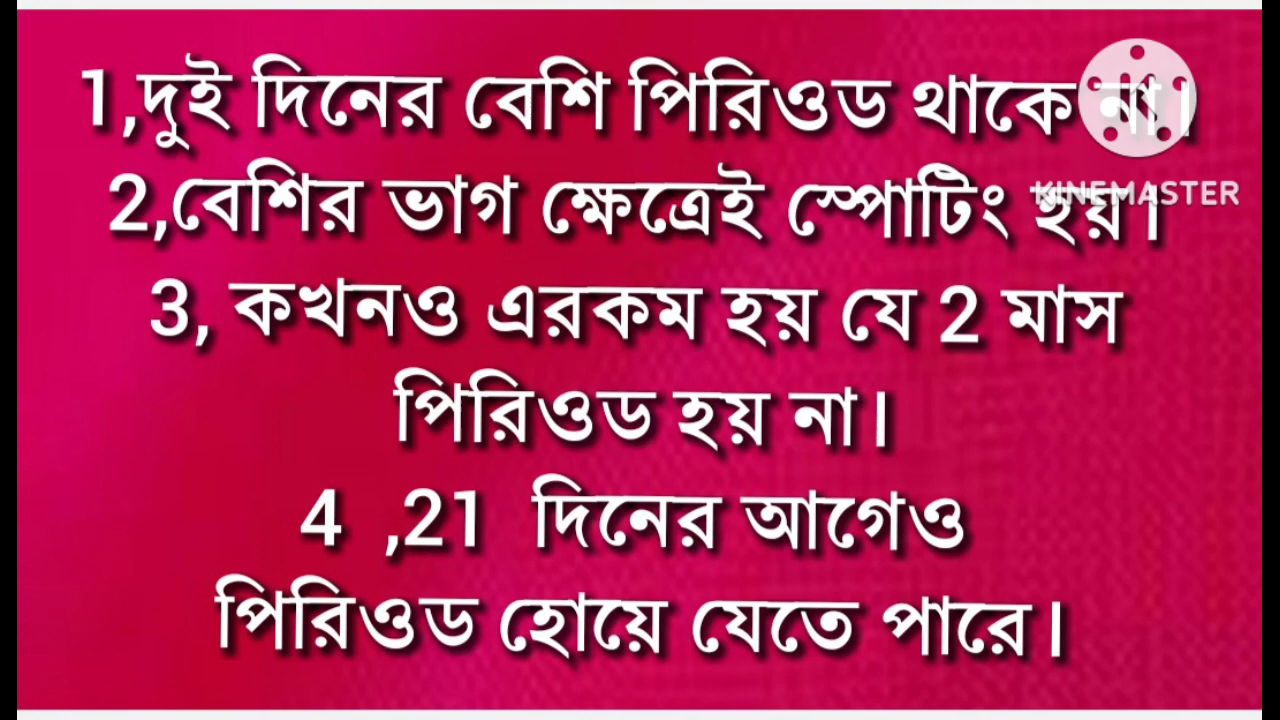 1,দুই দিনের বেশি পিরিওড থাকে না।
2,বেশির ভাগ ক্ষেত্রেই স্পোটিং হয়।
3, কখনও এরকম হয় যে 2 মাস
পিরিওড হয় না।
4 ,21 দিনের আগেও
পিরিওড হোয়ে যেতে পারে।
KINEMASTER